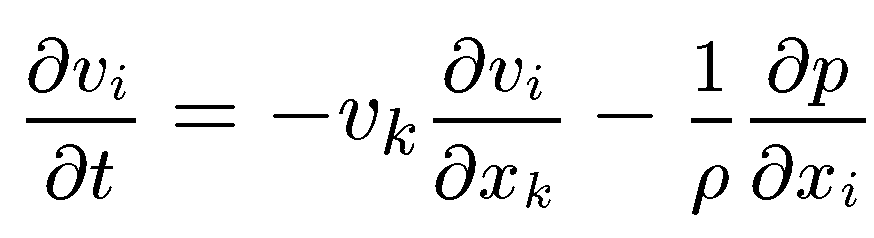 ∂v_i/∂t = −v_k ∂v_i/∂x_k − 1/ρ ∂p/∂x_i